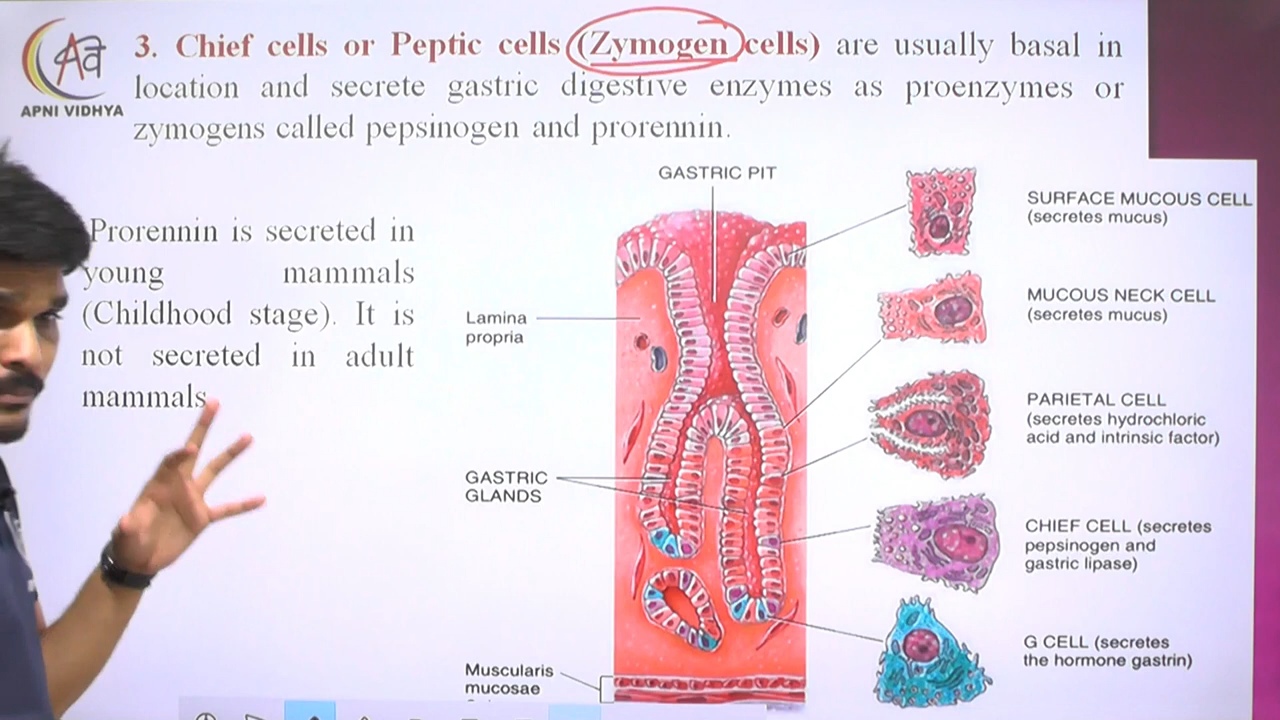 3. Chief cells or Peptic cells (Zymogen cells) are usually basal in
location and secrete gastric digestive enzymes as proenzymes or
zymogens called pepsinogen and prorennin.
APNI VIDHYA
Prorennin is secreted in
young mammals
(Childhood stage). It is
not secreted in adult
mammals.
GASTRIC PIT
SURFACE MUCOUS CELL
(secretes mucus)
MUCOUS NECK CELL
(secretes mucus)
Lamina
propria
PARIETAL CELL
(secretes hydrochloric
acid and intrinsic factor)
GASTRIC
GLANDS
CHIEF CELL (secretes
pepsinogen and
gastric lipase)
G CELL (secretes
the hormone gastrin)
Muscularis
mucosae